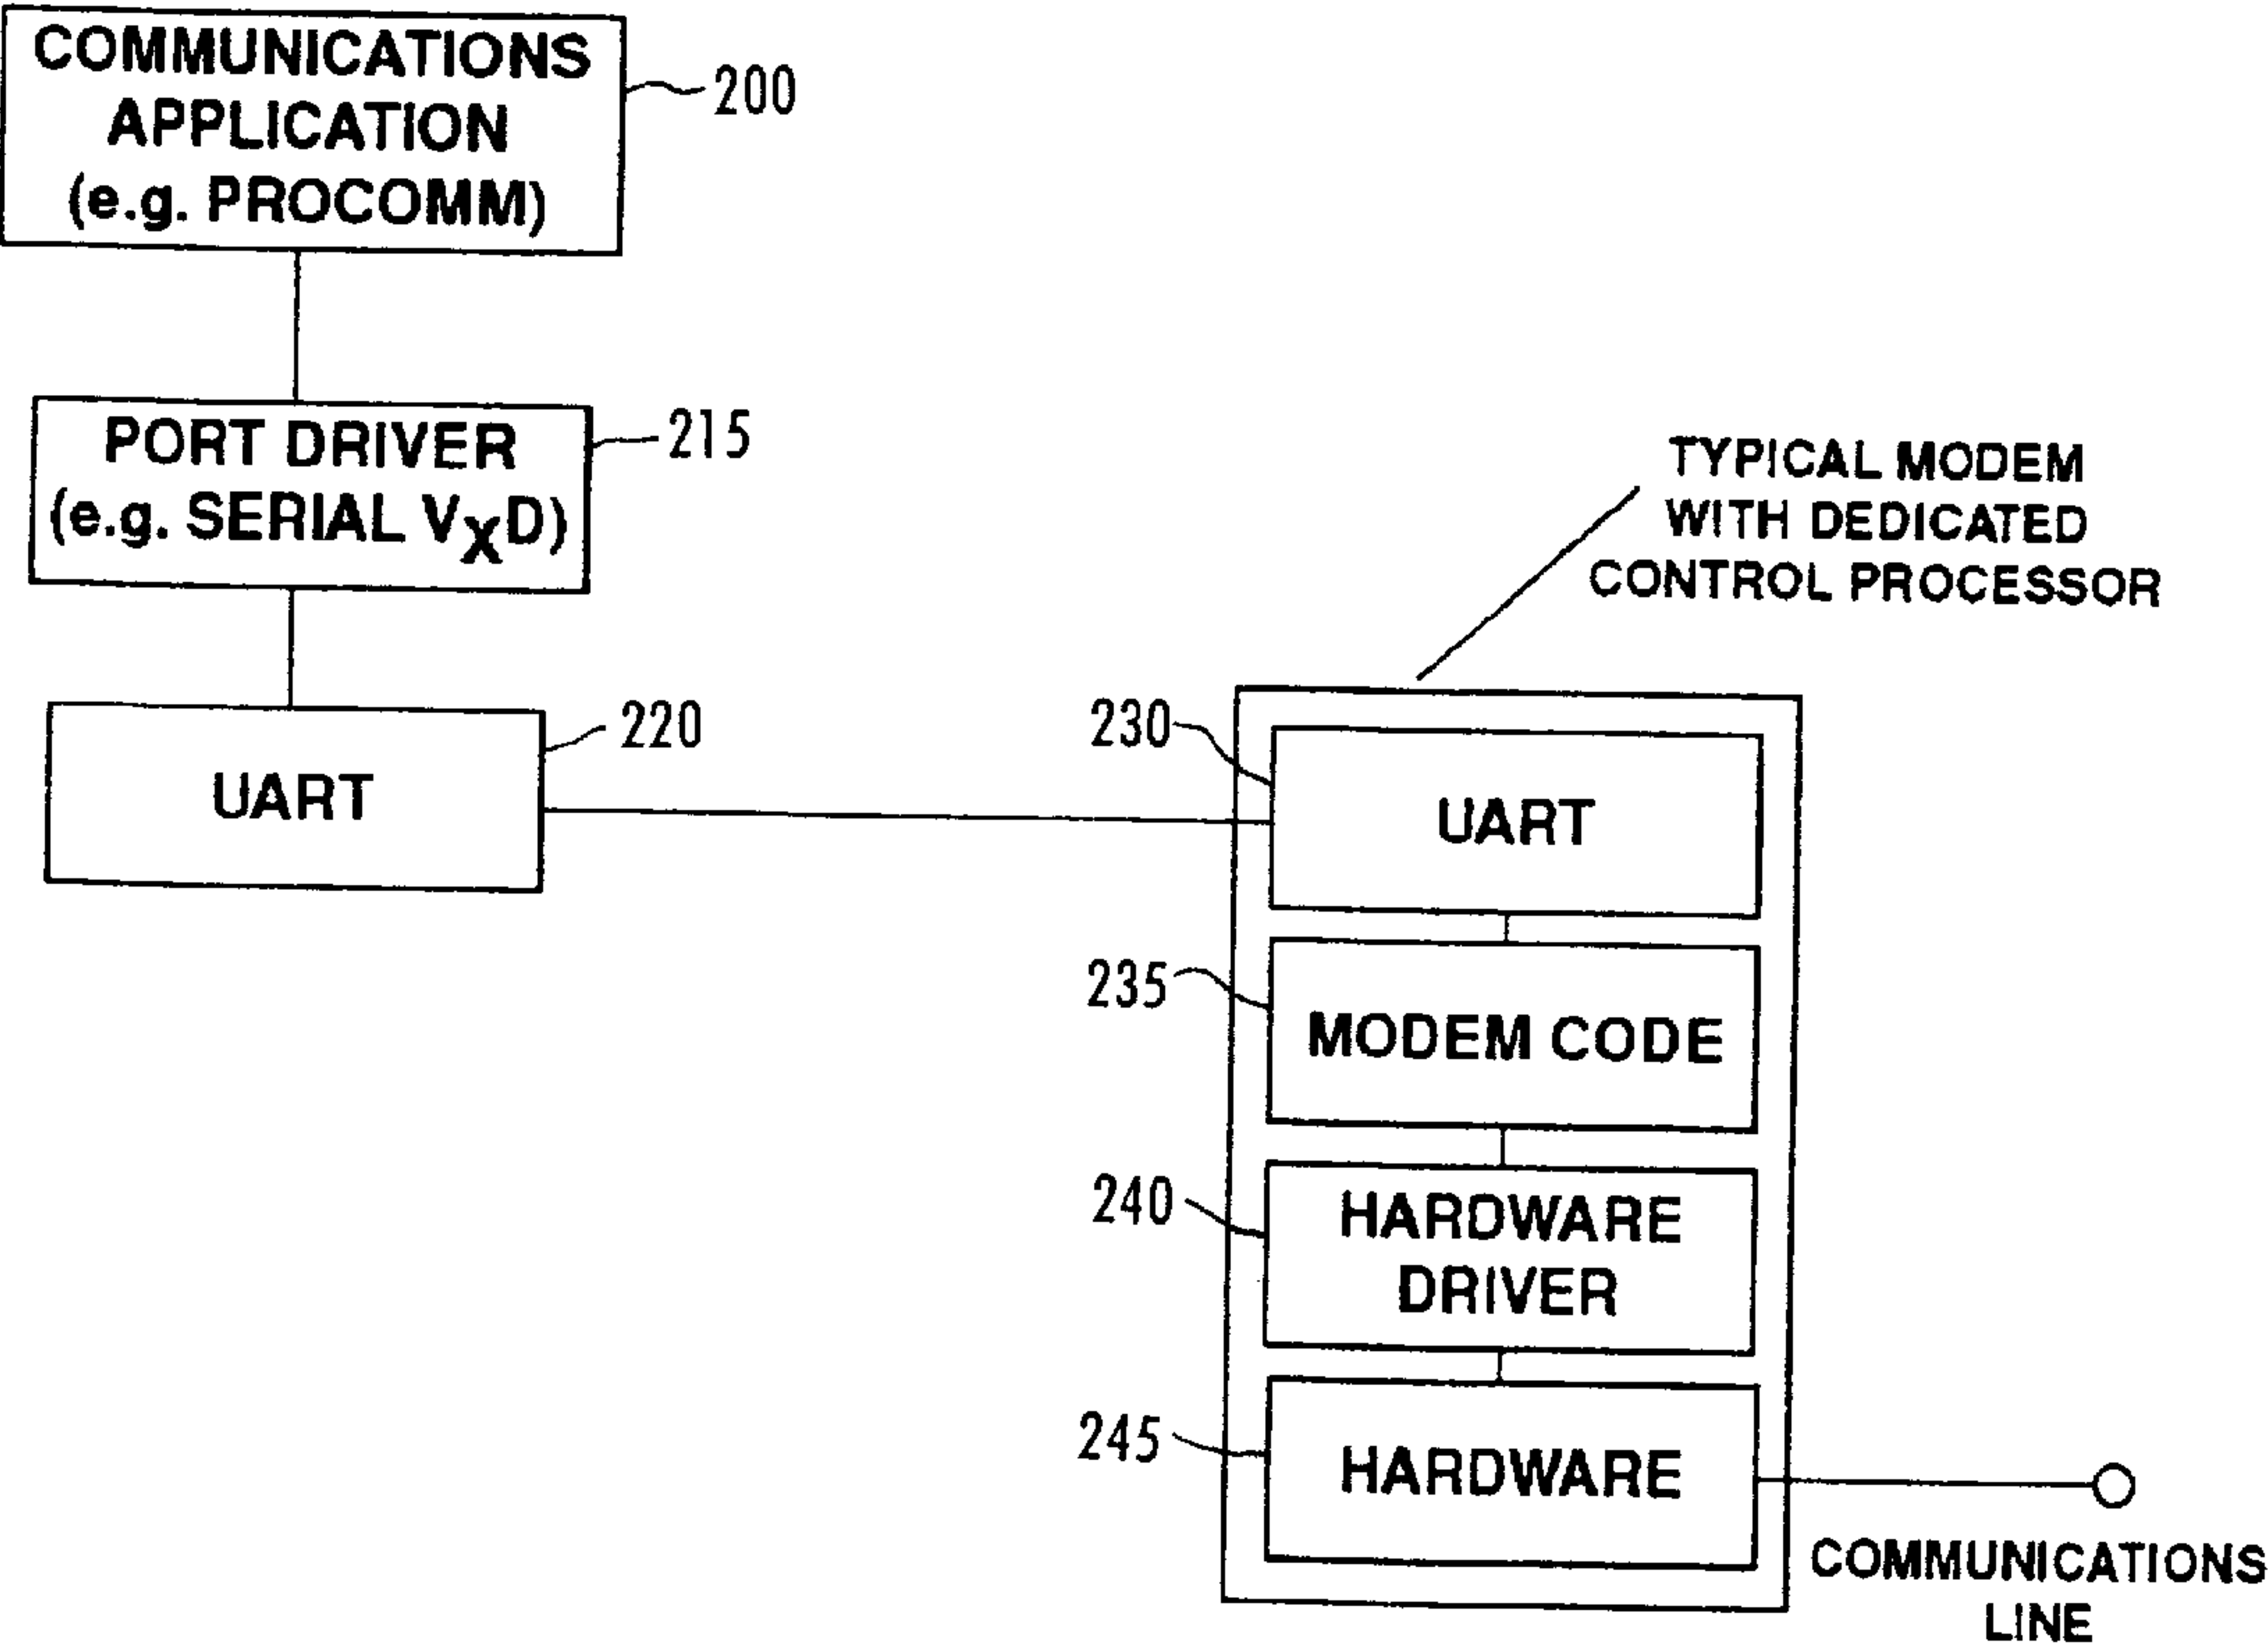 COMMUNICATIONS
APPLICATION
(e.g. PROCOMM)
200
PORT DRIVER
(e.g. SERIAL VXD)
215
TYPICAL MODEM
WITH DEDICATED
CONTROL PROCESSOR
UART
220
230
UART
235
MODEM CODE
240
HARDWARE
DRIVER
245
HARDWARE
COMMUNICATIONS
LINE